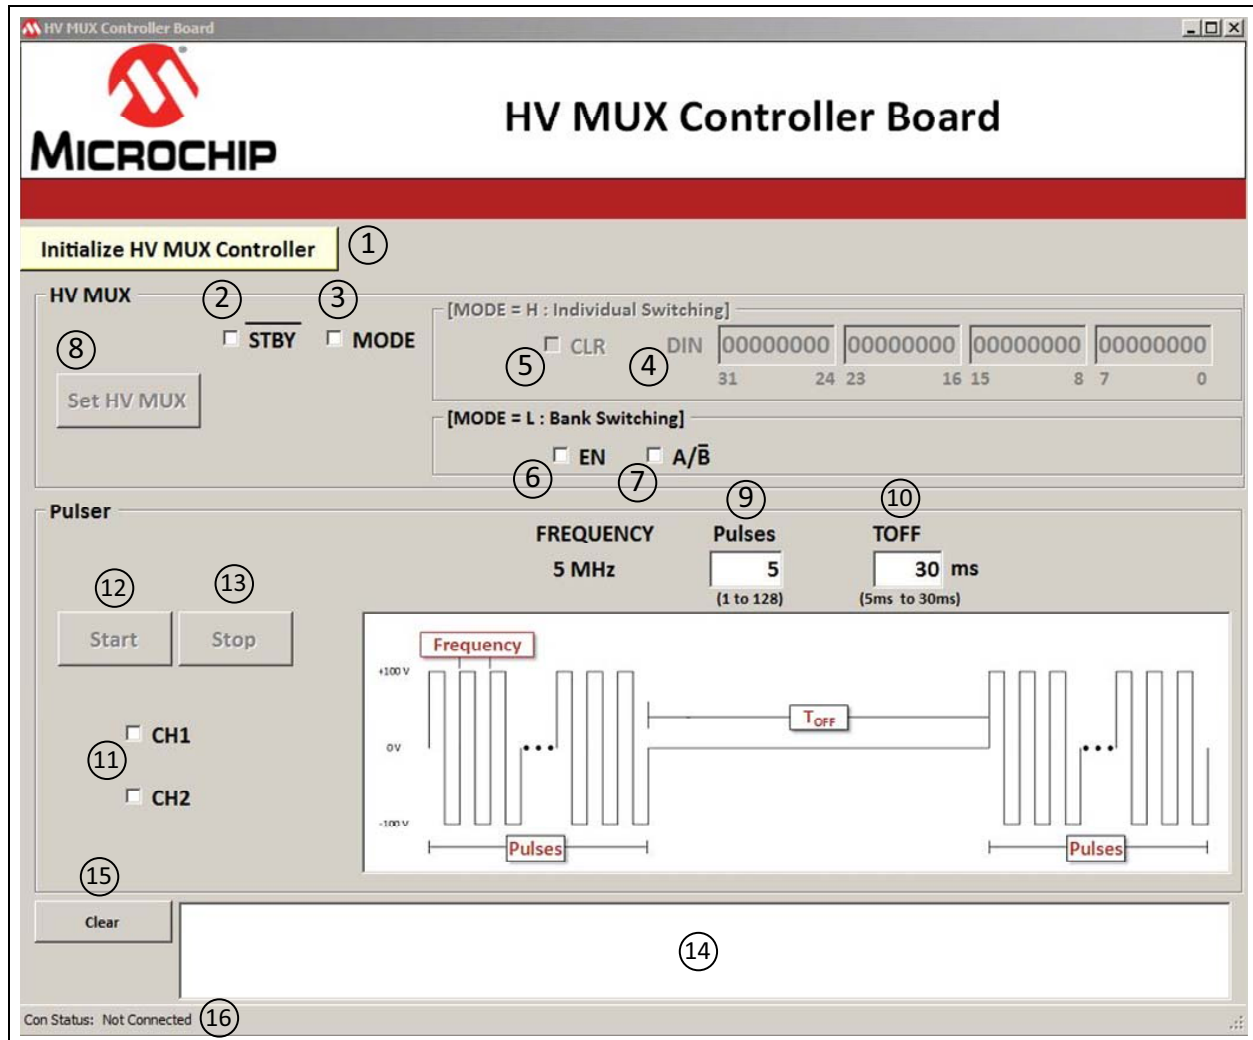 HV MUX Controller Board
MICROCHIP
HV MUX Controller Board
Initialize HV MUX Controller 1
HV MUX
2 3
8
STBY MODE
Set HV MUX
[MODE = H : Individual Switching]
5 CLR 4 DIN 00000000 00000000 00000000 00000000
31 24 23 16 15 8 7 0
[MODE = L : Bank Switching]
6 EN 7 A/B̅
Pulser
9 10
FREQUENCY Pulses TOFF
5 MHz 5 30 ms
(1 to 128) (5ms to 30ms)
12 13
Start Stop
11
CH1
CH2
Frequency
+100 V
0 V
-100 V
TOFF
Pulses Pulses
15
Clear
14
Con Status: Not Connected 16